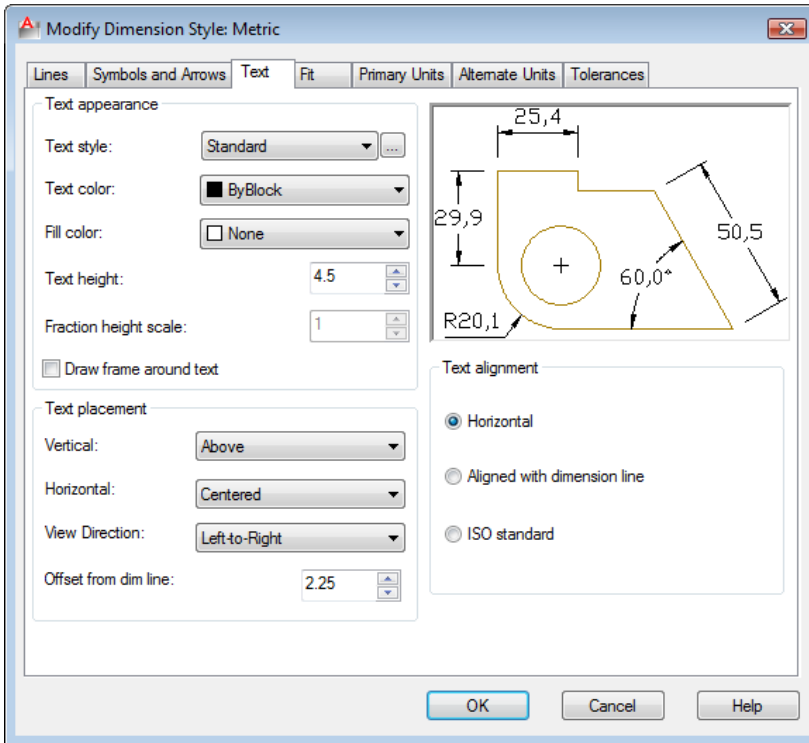 Modify Dimension Style: Metric
Lines
Symbols and Arrows
Text
Fit
Primary Units
Alternate Units
Tolerances
Text appearance
Text style:
Standard
...
Text color:
ByBlock
Fill color:
None
Text height:
4.5
Fraction height scale:
1
Draw frame around text
Text placement
Vertical:
Above
Horizontal:
Centered
View Direction:
Left-to-Right
Offset from dim line:
2.25
25,4
29,9
50,5
60,0°
R20,1
Text alignment
Horizontal
Aligned with dimension line
ISO standard
OK
Cancel
Help